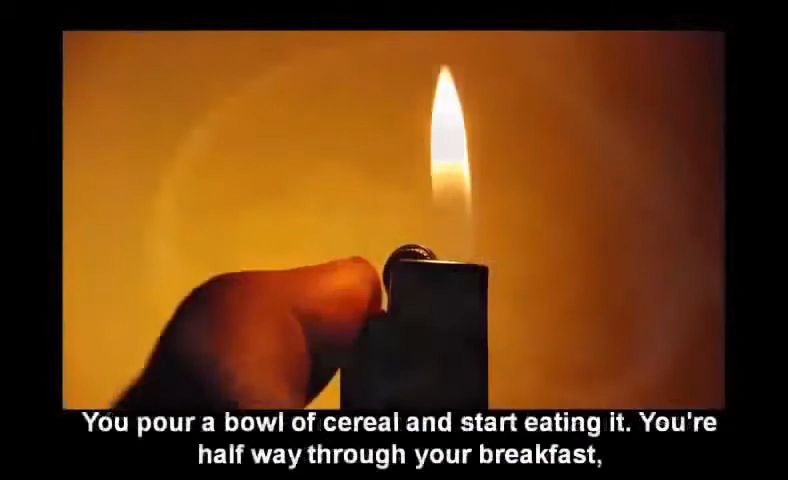 You pour a bowl of cereal and start eating it. You're
half way through your breakfast,